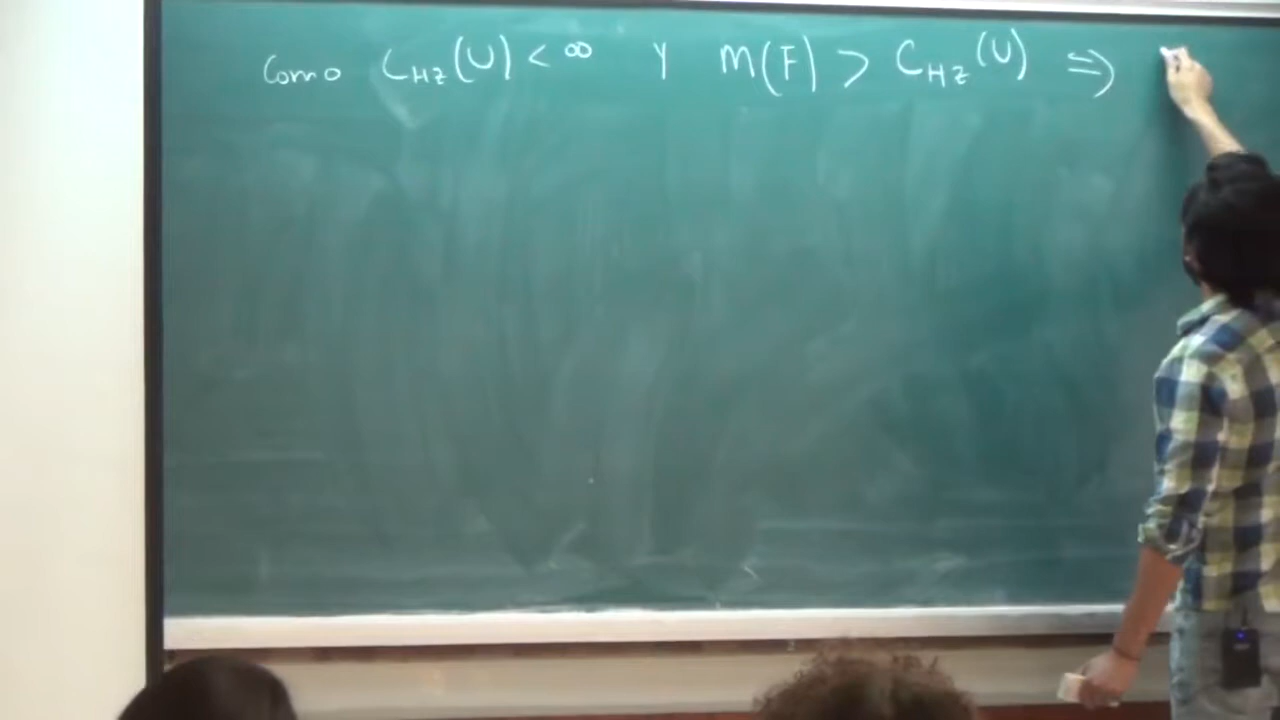 Como C_HZ(U) < ∞ y M(F) > C_HZ(U) ⇒